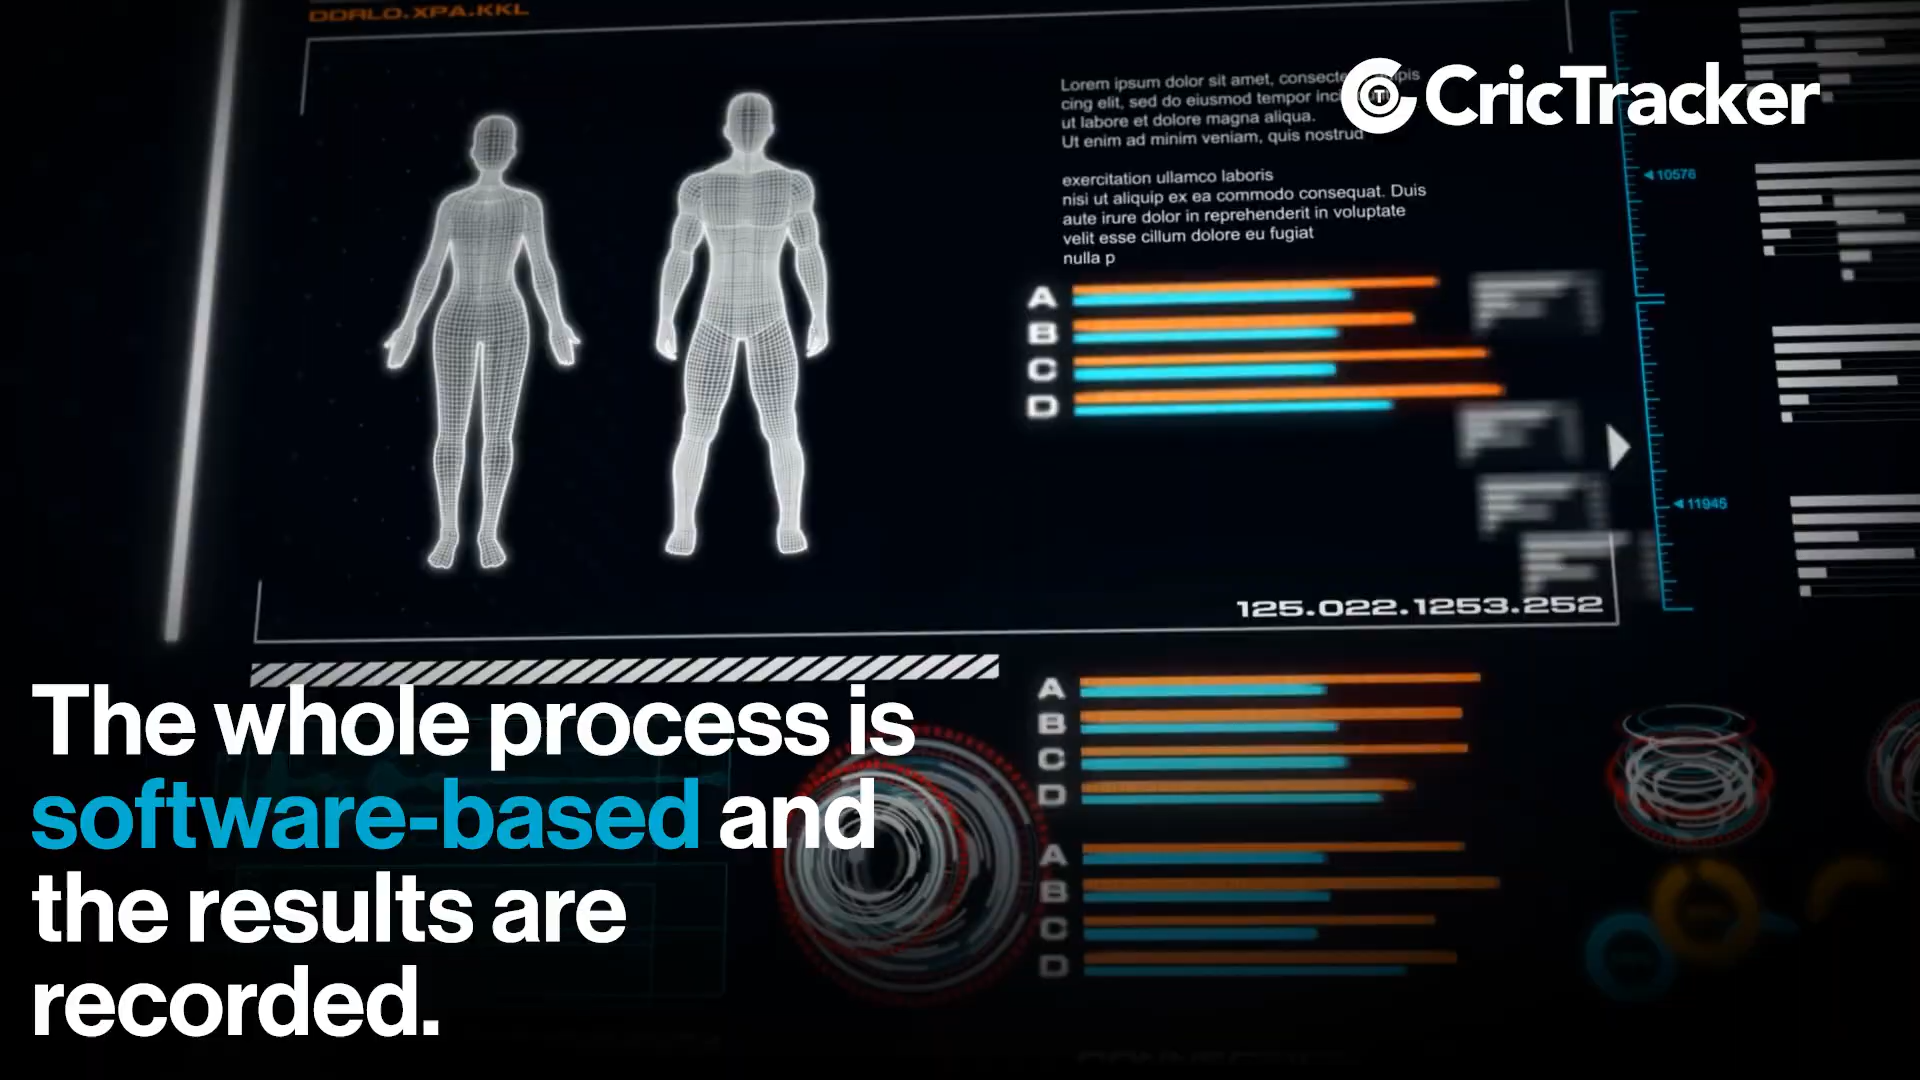 DDRLO.XPA.KKL
CricTracker
Lorem ipsum dolor sit amet, consecte
cing elit, sed do eiusmod tempor inci
ut labore et dolore magna aliqua.
Ut enim ad minim veniam, quis nostrud
exercitation ullamco laboris
nisi ut aliquip ex ea commodo consequat. Duis
aute irure dolor in reprehenderit in voluptate
velit esse cillum dolore eu fugiat
nulla p
10576
A
B
C
D
11945
125.022.1253.252
A
B
C
D
A
B
C
D
The whole process is
software-based and
the results are
recorded.